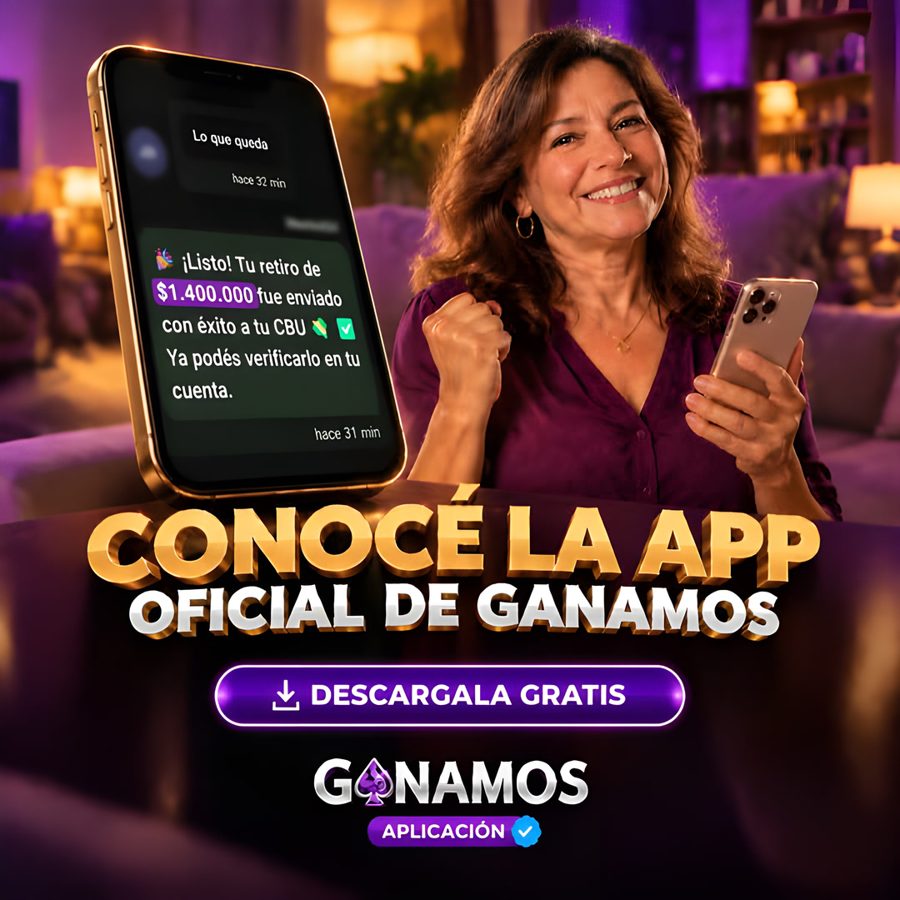 Lo que queda
hace 32 min
🎉 ¡Listo! Tu retiro de
$1.400.000 fue enviado
con éxito a tu CBU 💸 ✅
Ya podés verificarlo en tu
cuenta.
hace 31 min
CONOCÉ LA APP
OFICIAL DE GANAMOS
DESCARGALA GRATIS
GANAMOS
APLICACIÓN